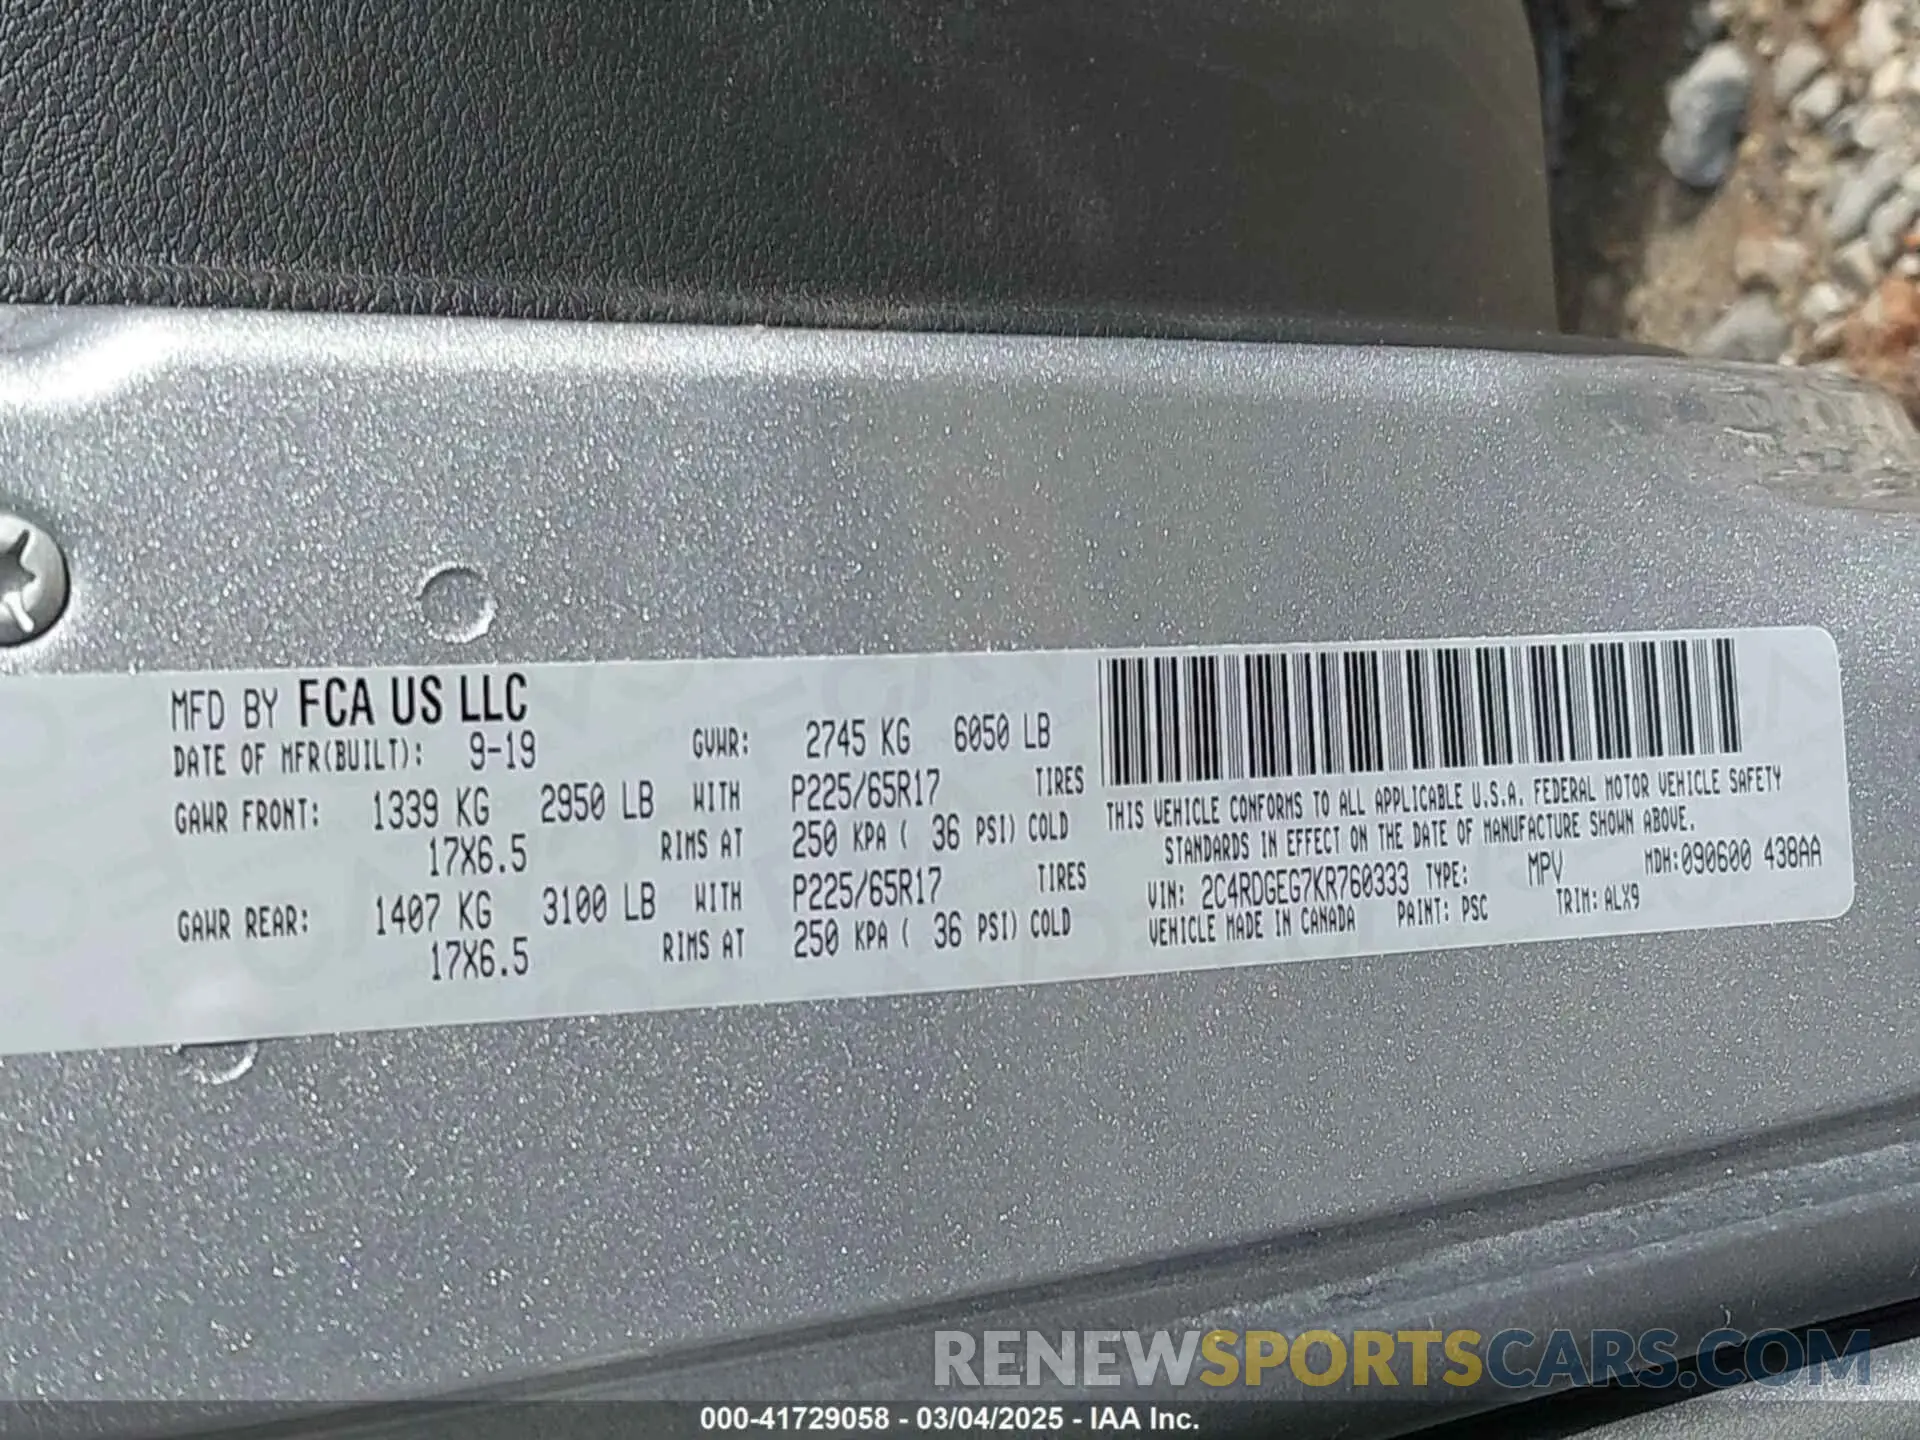 MFD BY FCA US LLC
DATE OF MFR(BUILT): 9-19 GVWR: 2745 KG 6050 LB
GAWR FRONT: 1339 KG 2950 LB WITH P225/65R17 TIRES
17X6.5 RIMS AT 250 KPA ( 36 PSI) COLD
GAWR REAR: 1407 KG 3100 LB WITH P225/65R17 TIRES
17X6.5 RIMS AT 250 KPA ( 36 PSI) COLD
THIS VEHICLE CONFORMS TO ALL APPLICABLE U.S.A. FEDERAL MOTOR VEHICLE SAFETY
STANDARDS IN EFFECT ON THE DATE OF MANUFACTURE SHOWN ABOVE.
VIN: 2C4RDGEG7KR760333 TYPE: MPV MDH:090600 438AA
VEHICLE MADE IN CANADA PAINT: PSC TRIM: ALX9
RENEWSPORTSCARS.COM
000-41729058 - 03/04/2025 - IAA Inc.